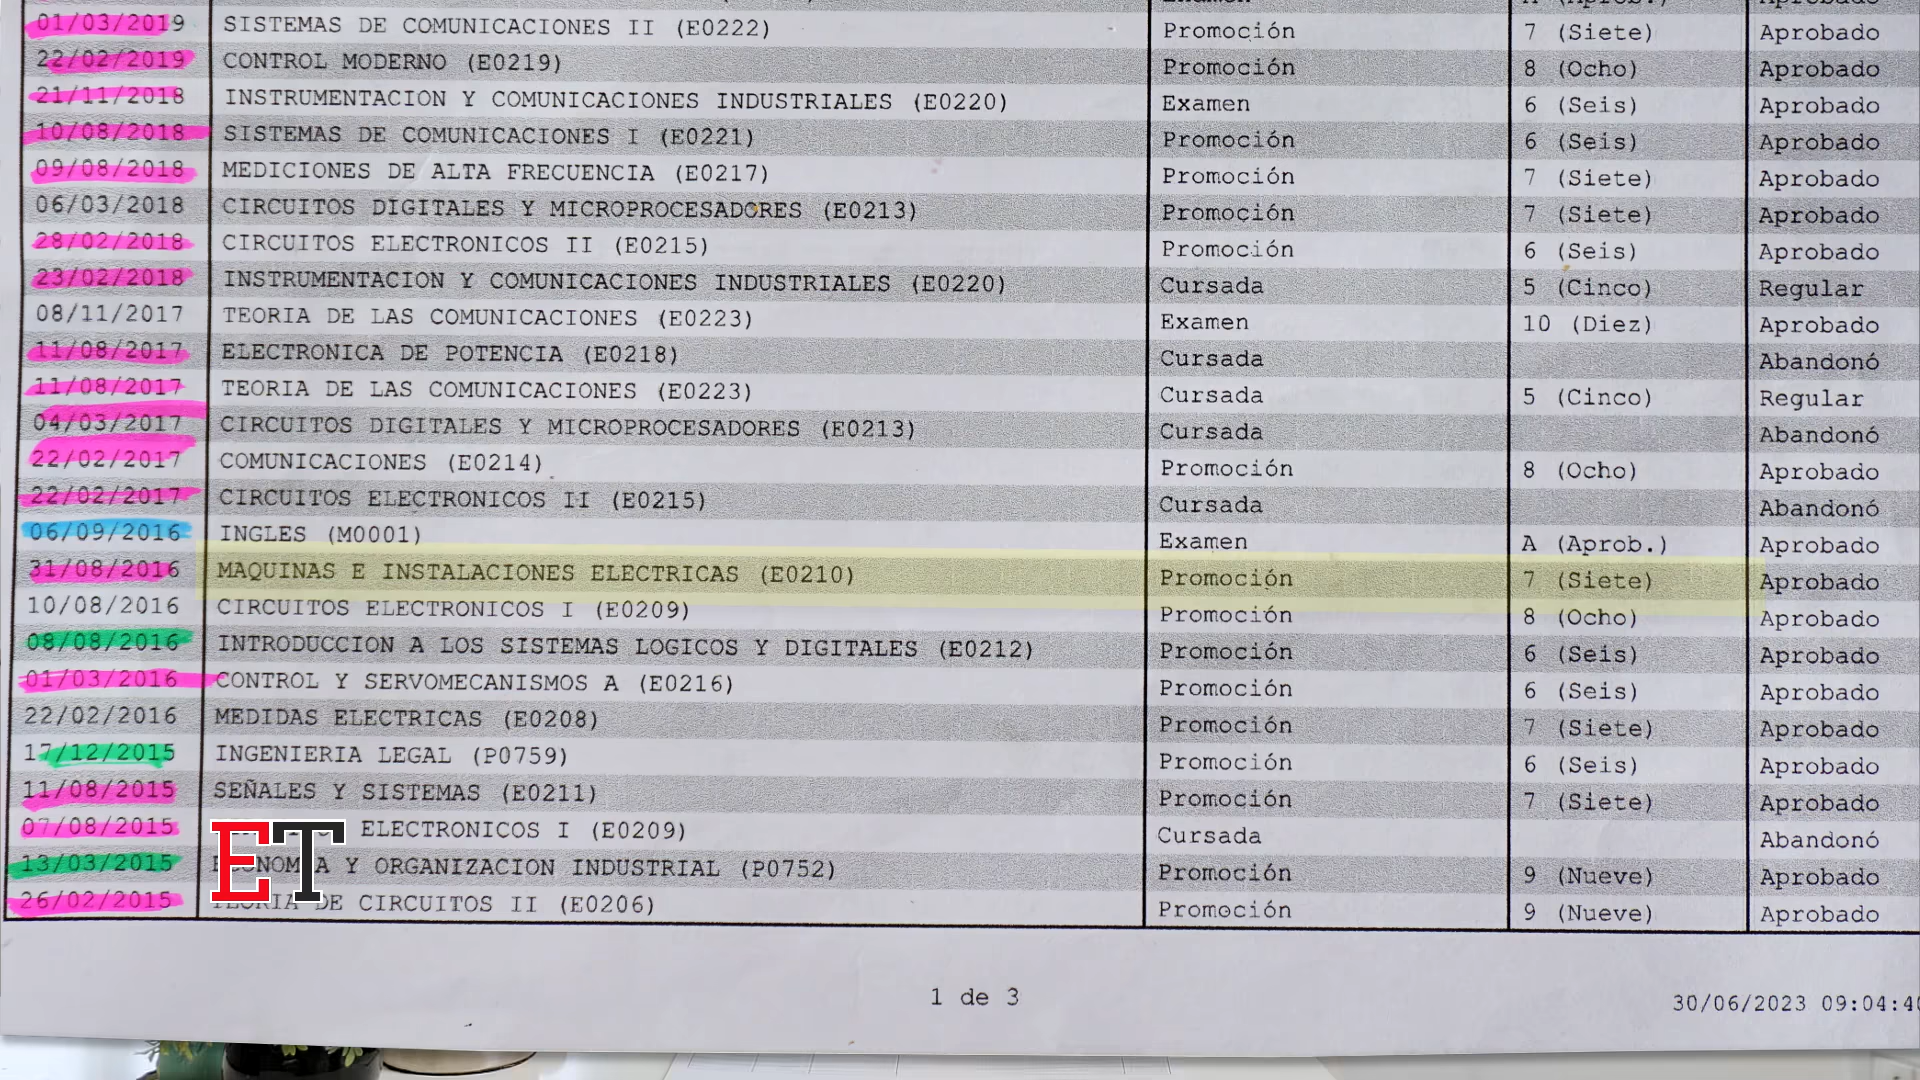 01/03/2019 SISTEMAS DE COMUNICACIONES II (E0222) Promoción 7 (Siete) Aprobado
22/02/2019 CONTROL MODERNO (E0219) Promoción 8 (Ocho) Aprobado
21/11/2018 INSTRUMENTACION Y COMUNICACIONES INDUSTRIALES (E0220) Examen 6 (Seis) Aprobado
10/08/2018 SISTEMAS DE COMUNICACIONES I (E0221) Promoción 6 (Seis) Aprobado
09/08/2018 MEDICIONES DE ALTA FRECUENCIA (E0217) Promoción 7 (Siete) Aprobado
06/03/2018 CIRCUITOS DIGITALES Y MICROPROCESADORES (E0213) Promoción 7 (Siete) Aprobado
28/02/2018 CIRCUITOS ELECTRONICOS II (E0215) Promoción 6 (Seis) Aprobado
23/02/2018 INSTRUMENTACION Y COMUNICACIONES INDUSTRIALES (E0220) Cursada 5 (Cinco) Regular
08/11/2017 TEORIA DE LAS COMUNICACIONES (E0223) Examen 10 (Diez) Aprobado
11/08/2017 ELECTRONICA DE POTENCIA (E0218) Cursada Abandonó
11/08/2017 TEORIA DE LAS COMUNICACIONES (E0223) Cursada 5 (Cinco) Regular
04/03/2017 CIRCUITOS DIGITALES Y MICROPROCESADORES (E0213) Cursada Abandonó
22/02/2017 COMUNICACIONES (E0214) Promoción 8 (Ocho) Aprobado
22/02/2017 CIRCUITOS ELECTRONICOS II (E0215) Cursada Abandonó
06/09/2016 INGLES (M0001) Examen A (Aprob.) Aprobado
31/08/2016 MAQUINAS E INSTALACIONES ELECTRICAS (E0210) Promoción 7 (Siete) Aprobado
10/08/2016 CIRCUITOS ELECTRONICOS I (E0209) Promoción 8 (Ocho) Aprobado
08/08/2016 INTRODUCCION A LOS SISTEMAS LOGICOS Y DIGITALES (E0212) Promoción 6 (Seis) Aprobado
01/03/2016 CONTROL Y SERVOMECANISMOS A (E0216) Promoción 6 (Seis) Aprobado
22/02/2016 MEDIDAS ELECTRICAS (E0208) Promoción 7 (Siete) Aprobado
17/12/2015 INGENIERIA LEGAL (P0759) Promoción 6 (Seis) Aprobado
11/08/2015 SEÑALES Y SISTEMAS (E0211) Promoción 7 (Siete) Aprobado
07/08/2015 ELECTRONICOS I (E0209) Cursada Abandonó
13/03/2015 ECONOMIA Y ORGANIZACION INDUSTRIAL (P0752) Promoción 9 (Nueve) Aprobado
26/02/2015 TEORIA DE CIRCUITOS II (E0206) Promoción 9 (Nueve) Aprobado
ET
1 de 3
30/06/2023 09:04:40